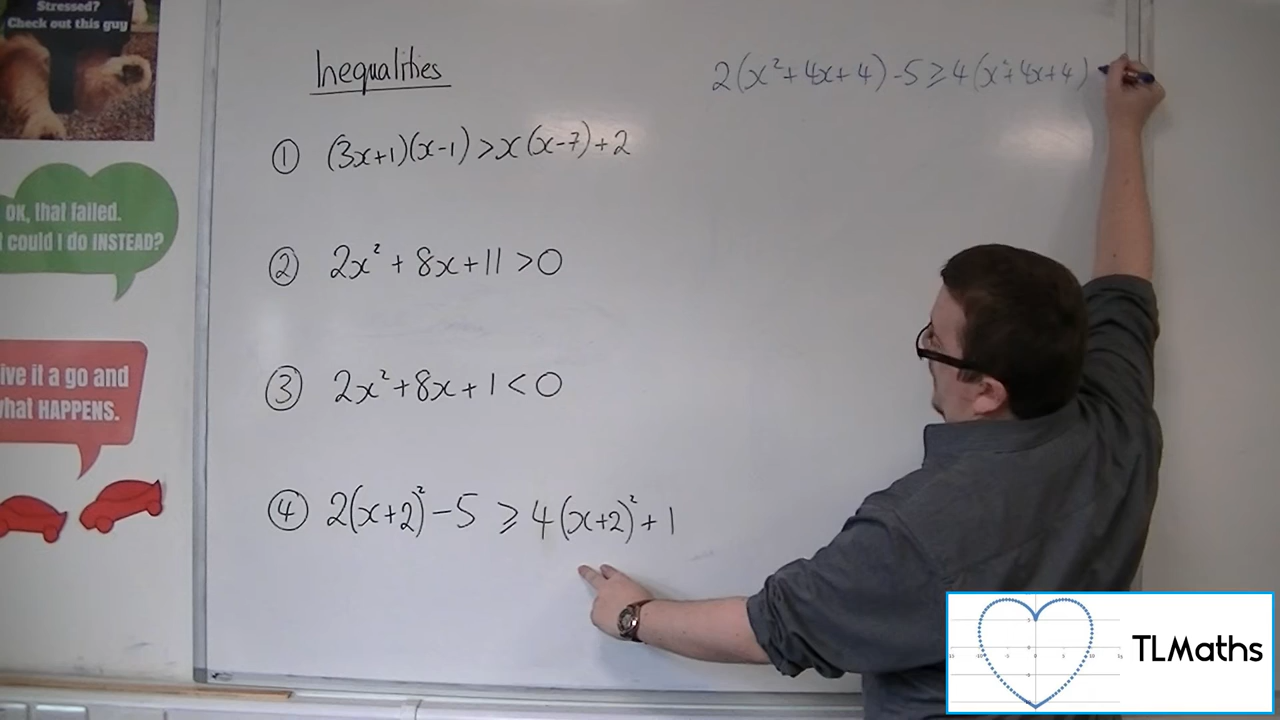 Stressed?
Check out this guy
OK, that failed.
could I do INSTEAD?
ive it a go and
what HAPPENS.
Inequalities
① (3x+1)(x-1) > x(x-7)+2
② 2x² + 8x + 11 > 0
③ 2x² + 8x + 1 < 0
④ 2(x+2)² - 5 ≥ 4(x+2)² + 1
2(x² + 4x + 4) - 5 ≥ 4(x² + 4x + 4)
TLMaths